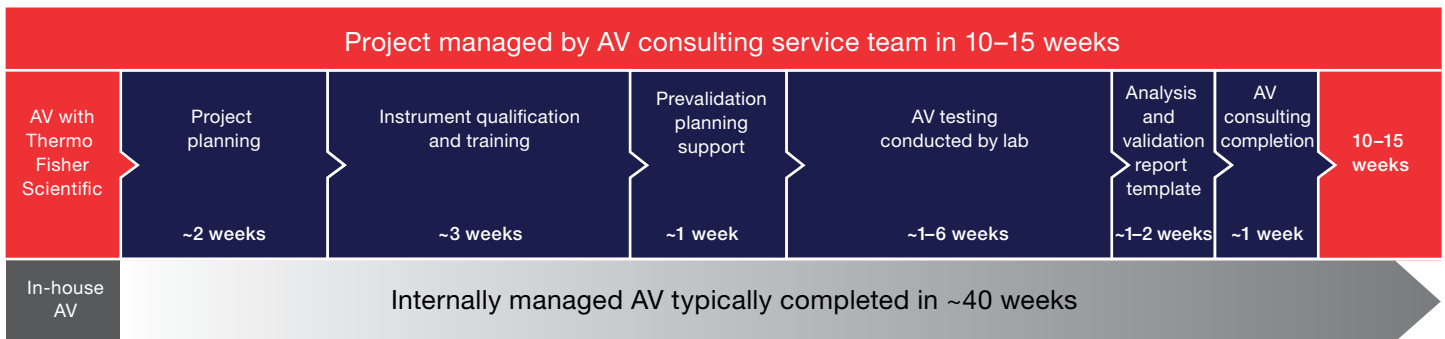 Project managed by AV consulting service team in 10–15 weeks
AV with
Thermo
Fisher
Scientific
Project
planning
~2 weeks
Instrument qualification
and training
~3 weeks
Prevalidation
planning
support
~1 week
AV testing
conducted by lab
~1–6 weeks
Analysis
and
validation
report
template
~1–2 weeks
AV
consulting
completion
~1 week
10–15
weeks
In-house
AV
Internally managed AV typically completed in ~40 weeks